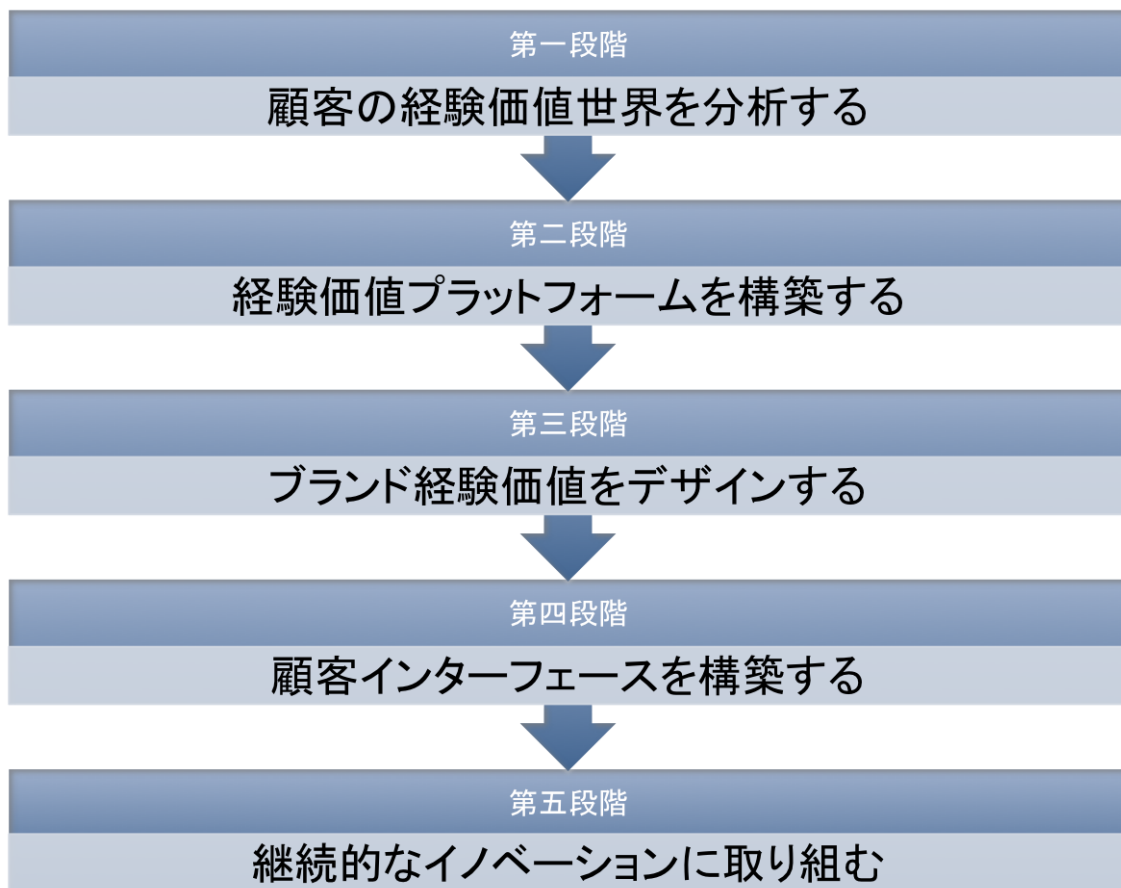 第一段階
顧客の経験価値世界を分析する
第二段階
経験価値プラットフォームを構築する
第三段階
ブランド経験価値をデザインする
第四段階
顧客インターフェースを構築する
第五段階
継続的なイノベーションに取り組む